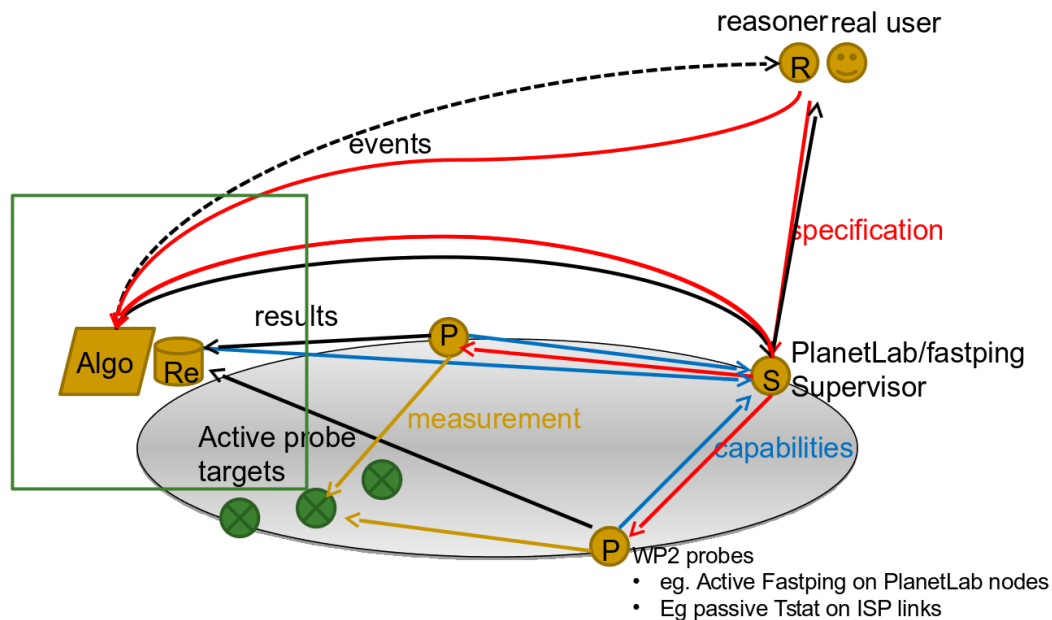 reasoner real user
R
events
specification
results
P
Algo
Re
PlanetLab/fastping
S
Supervisor
measurement
Active probe
targets
capabilities
P
WP2 probes
• eg. Active Fastping on PlanetLab nodes
• Eg passive Tstat on ISP links